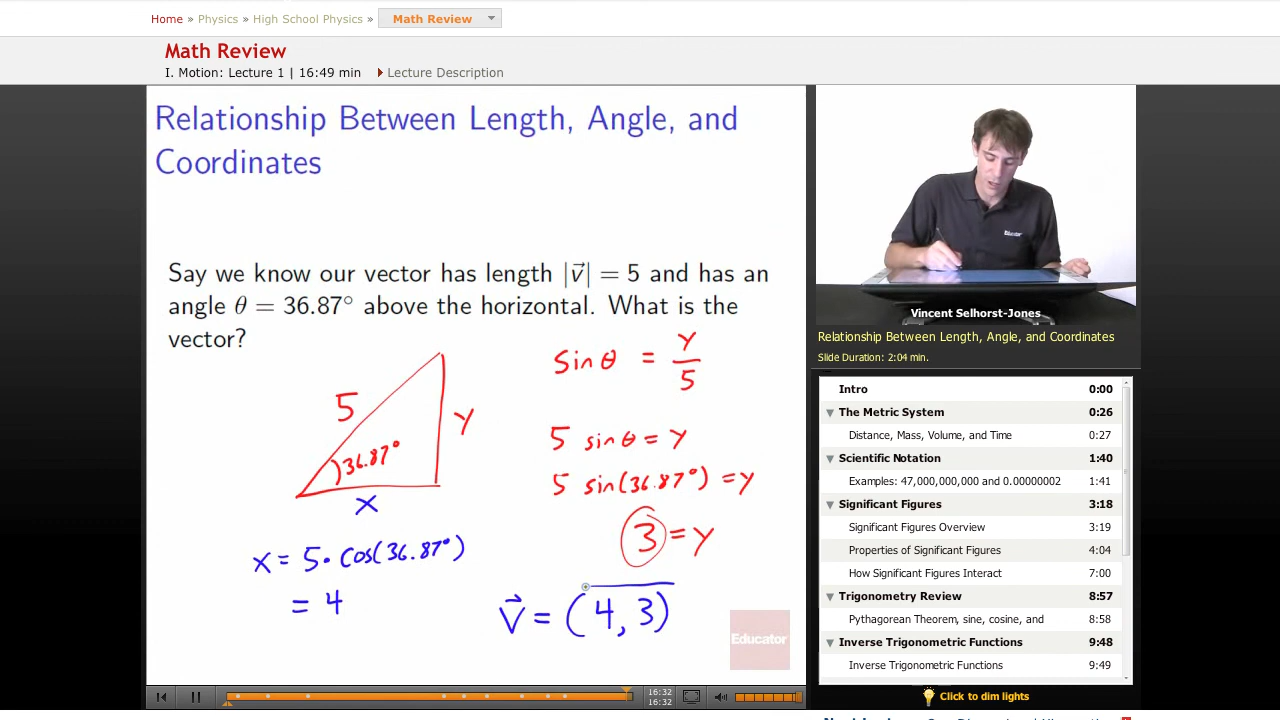 Home » Physics » High School Physics » Math Review
Math Review
I. Motion: Lecture 1 | 16:49 min Lecture Description
Relationship Between Length, Angle, and
Coordinates
Say we know our vector has length |v⃗| = 5 and has an
angle θ = 36.87° above the horizontal. What is the
vector?
5
36.87°
y
x
x = 5 · cos(36.87°)
= 4
sin θ = y/5
5 sin θ = y
5 sin(36.87°) = y
3 = y
v⃗ = (4, 3)
Educator
Educator
Vincent Selhorst-Jones
Relationship Between Length, Angle, and Coordinates
Slide Duration: 2:04 min.
Intro 0:00
The Metric System 0:26
Distance, Mass, Volume, and Time 0:27
Scientific Notation 1:40
Examples: 47,000,000,000 and 0.00000002 1:41
Significant Figures 3:18
Significant Figures Overview 3:19
Properties of Significant Figures 4:04
How Significant Figures Interact 7:00
Trigonometry Review 8:57
Pythagorean Theorem, sine, cosine, and 8:58
Inverse Trigonometric Functions 9:48
Inverse Trigonometric Functions 9:49
16:32
16:32
Click to dim lights